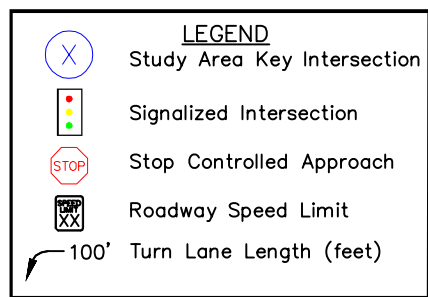 LEGEND
X Study Area Key Intersection
Signalized Intersection
STOP Stop Controlled Approach
SPEED
LIMIT
XX Roadway Speed Limit
100' Turn Lane Length (feet)